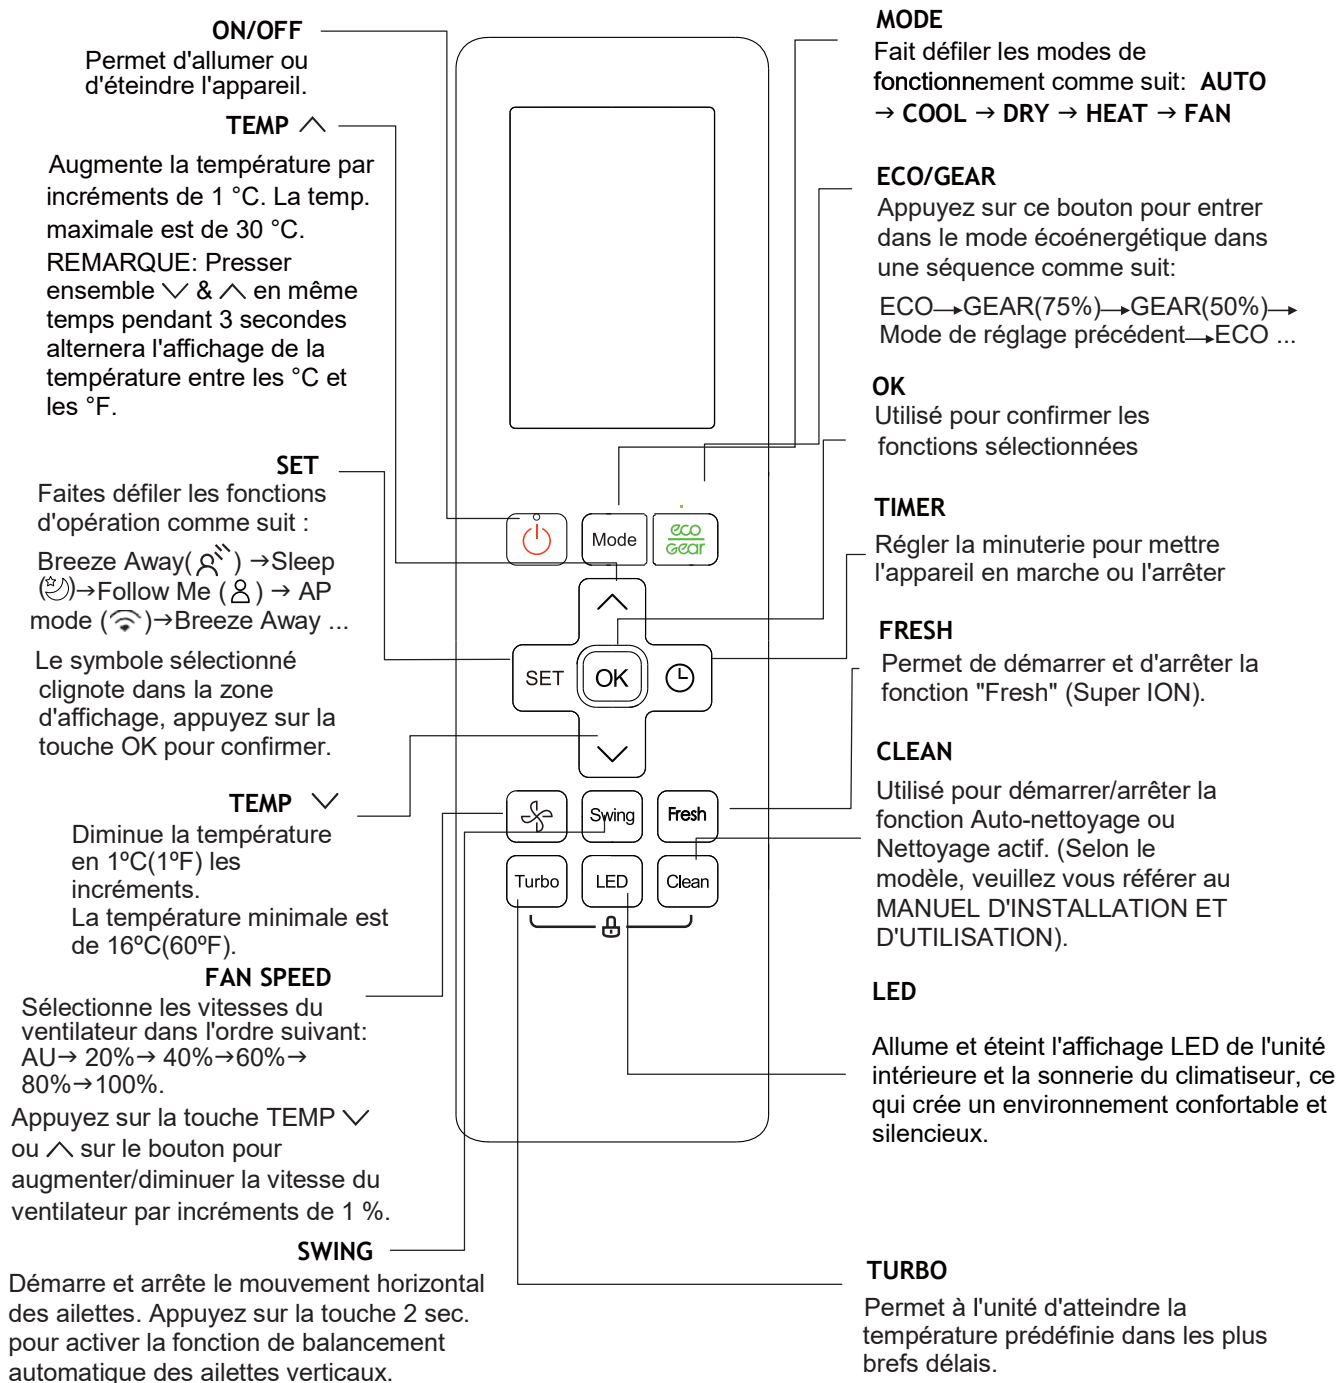 ON/OFF
Permet d'allumer ou
d'éteindre l'appareil.
TEMP ︿
Augmente la température par
incréments de 1 °C. La temp.
maximale est de 30 °C.
REMARQUE: Presser
ensemble ﹀ & ︿ en même
temps pendant 3 secondes
alternera l'affichage de la
température entre les °C et
les °F.
SET
Faites défiler les fonctions
d'opération comme suit :
Breeze Away( ) →Sleep
( )→Follow Me ( ) → AP
mode ( )→Breeze Away ...
Le symbole sélectionné
clignote dans la zone
d'affichage, appuyez sur la
touche OK pour confirmer.
TEMP ﹀
Diminue la température
en 1ºC(1ºF) les
incréments.
La température minimale est
de 16ºC(60ºF).
FAN SPEED
Sélectionne les vitesses du
ventilateur dans l'ordre suivant:
AU→ 20%→ 40%→60%→
80%→100%.
Appuyez sur la touche TEMP ﹀
ou ︿ sur le bouton pour
augmenter/diminuer la vitesse du
ventilateur par incréments de 1 %.
SWING
Démarre et arrête le mouvement horizontal
des ailettes. Appuyez sur la touche 2 sec.
pour activer la fonction de balancement
automatique des ailettes verticaux.
Mode
eco
gear
SET
OK
Swing
Fresh
Turbo
LED
Clean
MODE
Fait défiler les modes de
fonctionnement comme suit: AUTO
→ COOL → DRY → HEAT → FAN
ECO/GEAR
Appuyez sur ce bouton pour entrer
dans le mode écoénergétique dans
une séquence comme suit:
ECO→GEAR(75%)→GEAR(50%)→
Mode de réglage précédent→ECO ...
OK
Utilisé pour confirmer les
fonctions sélectionnées
TIMER
Régler la minuterie pour mettre
l'appareil en marche ou l'arrêter
FRESH
Permet de démarrer et d'arrêter la
fonction "Fresh" (Super ION).
CLEAN
Utilisé pour démarrer/arrêter la
fonction Auto-nettoyage ou
Nettoyage actif. (Selon le
modèle, veuillez vous référer au
MANUEL D'INSTALLATION ET
D'UTILISATION).
LED
Allume et éteint l'affichage LED de l'unité
intérieure et la sonnerie du climatiseur, ce
qui crée un environnement confortable et
silencieux.
TURBO
Permet à l'unité d'atteindre la
température prédéfinie dans les plus
brefs délais.